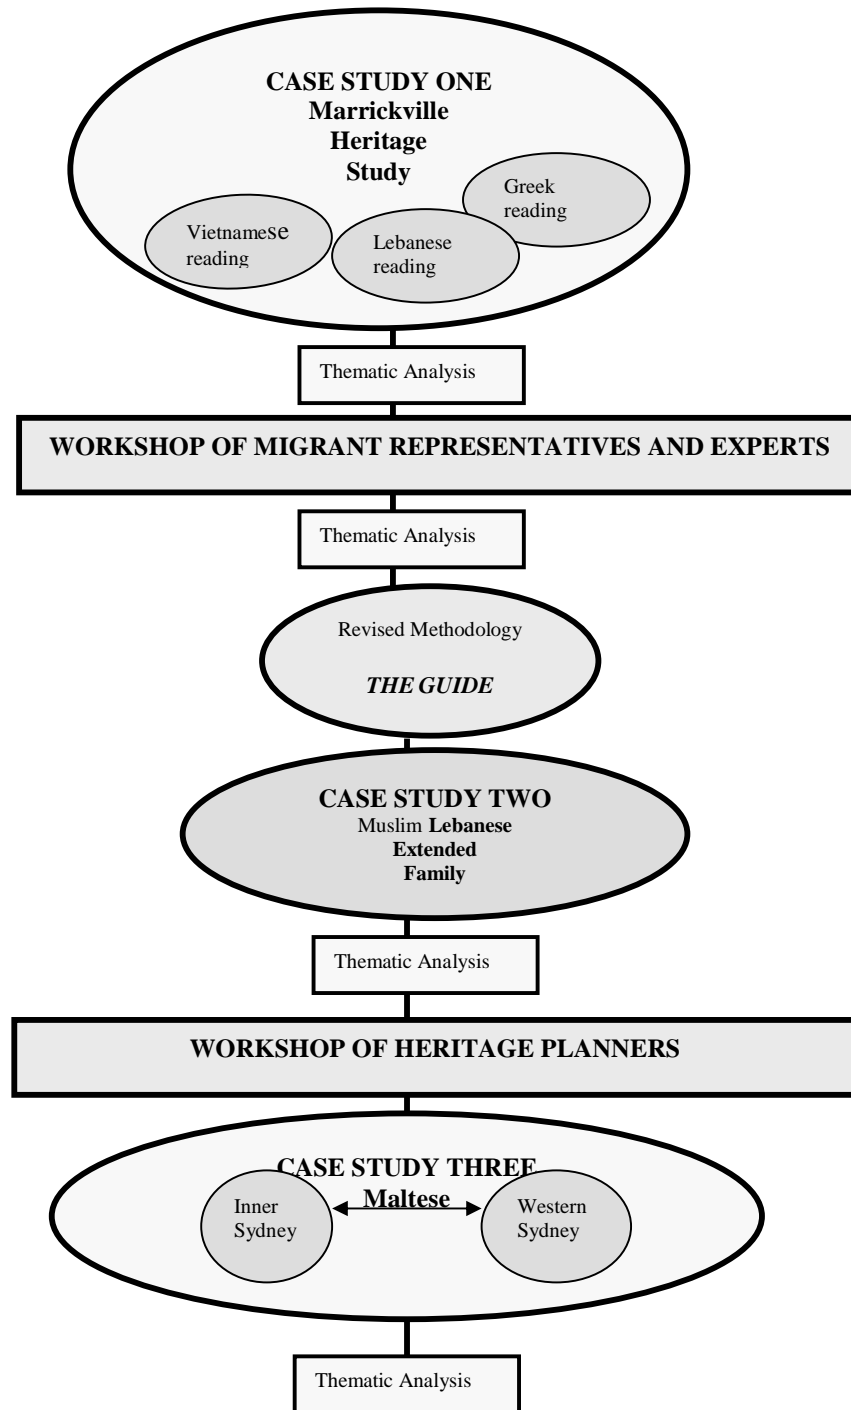 CASE STUDY ONE
Marrickville
Heritage
Study
Greek
reading
Vietnamese
reading
Lebanese
reading
Thematic Analysis
WORKSHOP OF MIGRANT REPRESENTATIVES AND EXPERTS
Thematic Analysis
Revised Methodology
THE GUIDE
CASE STUDY TWO
Muslim Lebanese
Extended
Family
Thematic Analysis
WORKSHOP OF HERITAGE PLANNERS
CASE STUDY THREE
Maltese
Inner
Sydney
Western
Sydney
Thematic Analysis